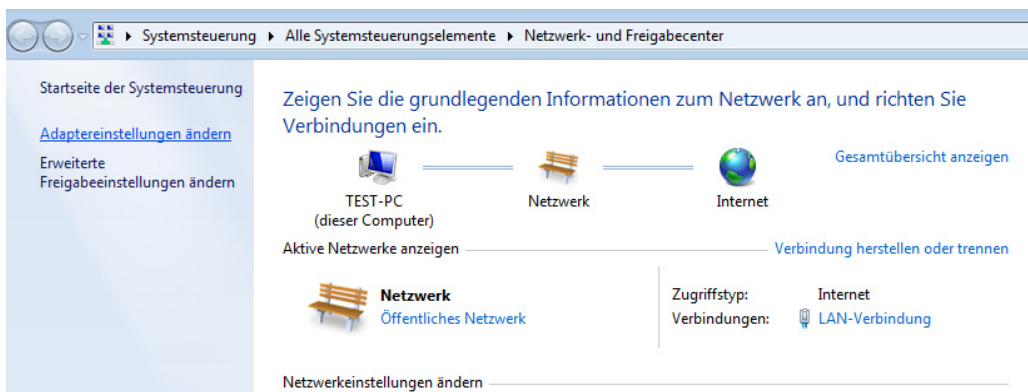 Systemsteuerung ▸ Alle Systemsteuerungselemente ▸ Netzwerk- und Freigabecenter
Startseite der Systemsteuerung
Adaptereinstellungen ändern
Erweiterte
Freigabeeinstellungen ändern
Zeigen Sie die grundlegenden Informationen zum Netzwerk an, und richten Sie
Verbindungen ein.
Gesamtübersicht anzeigen
TEST-PC
(dieser Computer)
Netzwerk
Internet
Aktive Netzwerke anzeigen
Verbindung herstellen oder trennen
Netzwerk
Öffentliches Netzwerk
Zugriffstyp: Internet
Verbindungen: LAN-Verbindung
Netzwerkeinstellungen ändern